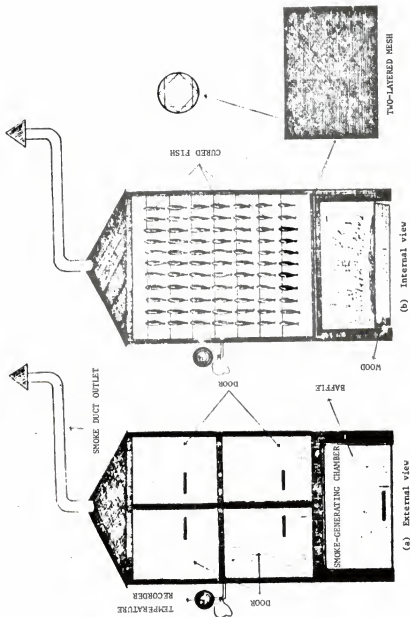 SMOKE DUCT OUTLET
TEMPERATURE
RECORDER
DOOR
DOOR
SMOKE-GENERATING CHAMBER
BAFFLE
(a) External view
CURED FISH
WOOD
(b) Internal view
TWO-LAYERED MESH